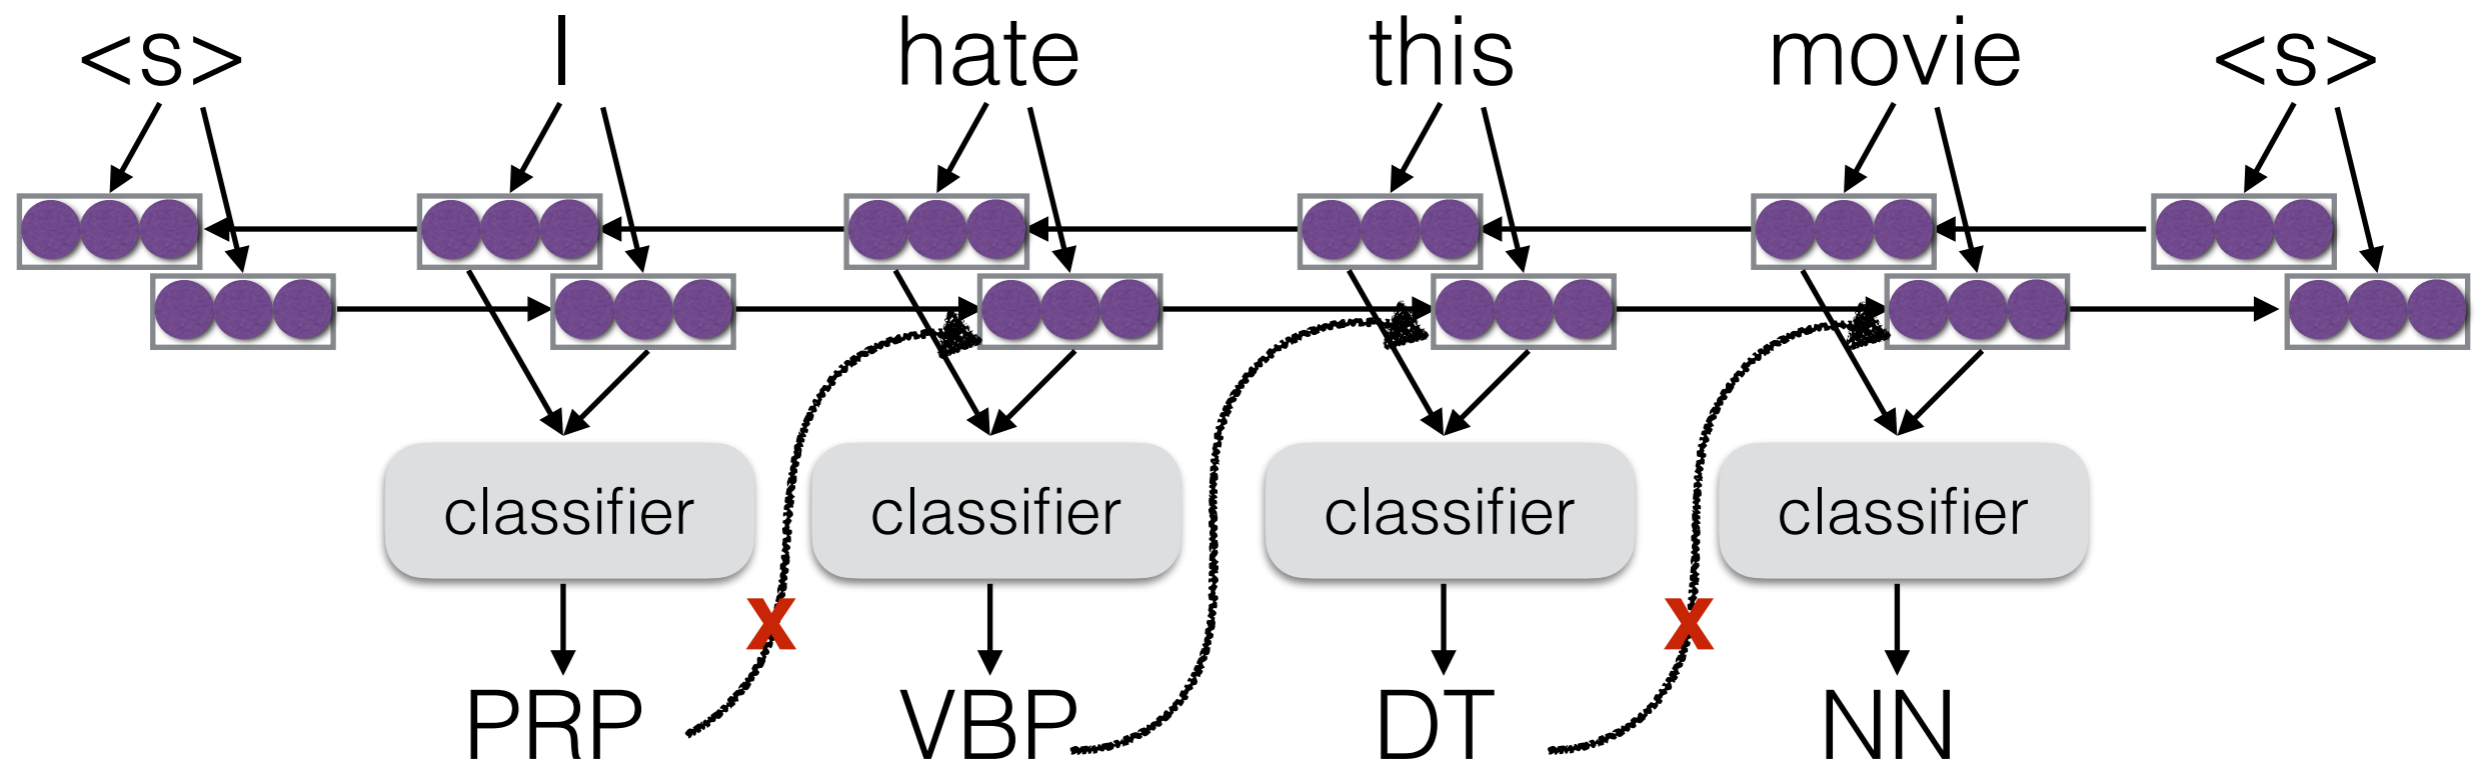 <s> I hate this movie <s>
classifier classifier classifier classifier
x x
PRP VBP DT NN